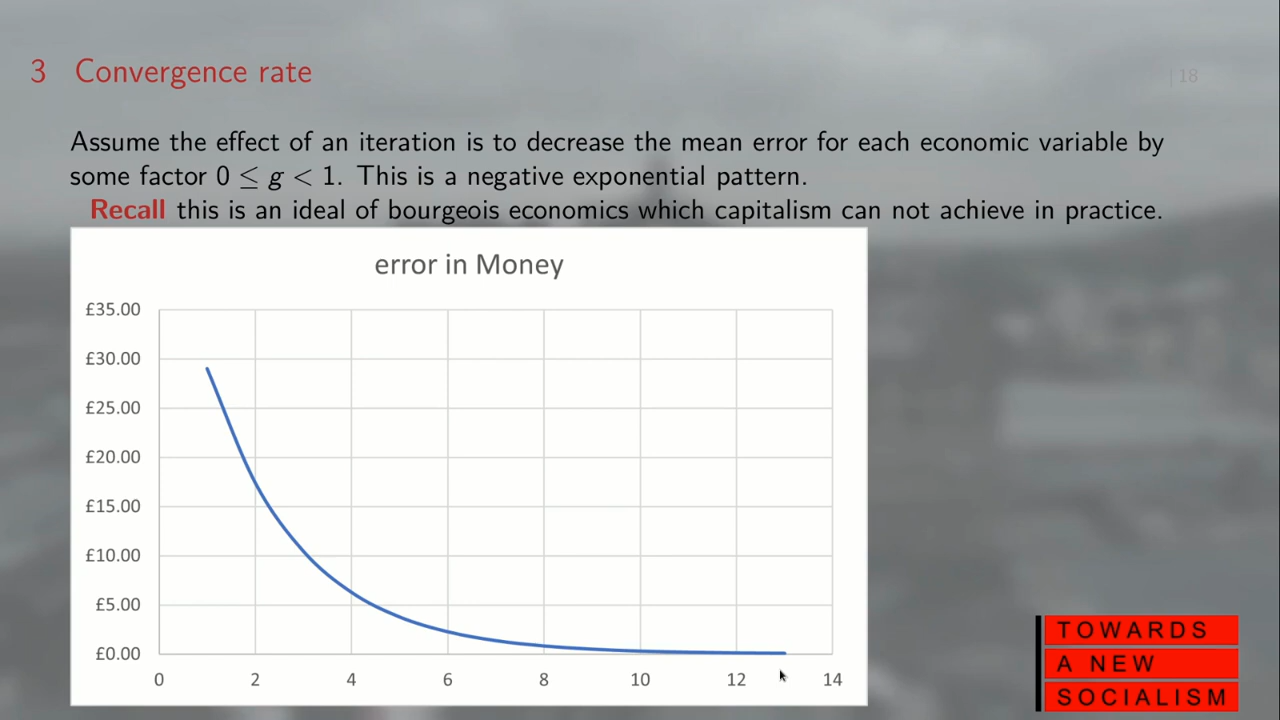 3 Convergence rate
| 18
Assume the effect of an iteration is to decrease the mean error for each economic variable by
some factor 0 ≤ g < 1. This is a negative exponential pattern.
Recall this is an ideal of bourgeois economics which capitalism can not achieve in practice.
error in Money
£35.00
£30.00
£25.00
£20.00
£15.00
£10.00
£5.00
£0.00
0 2 4 6 8 10 12 14
TOWARDS
A NEW
SOCIALISM